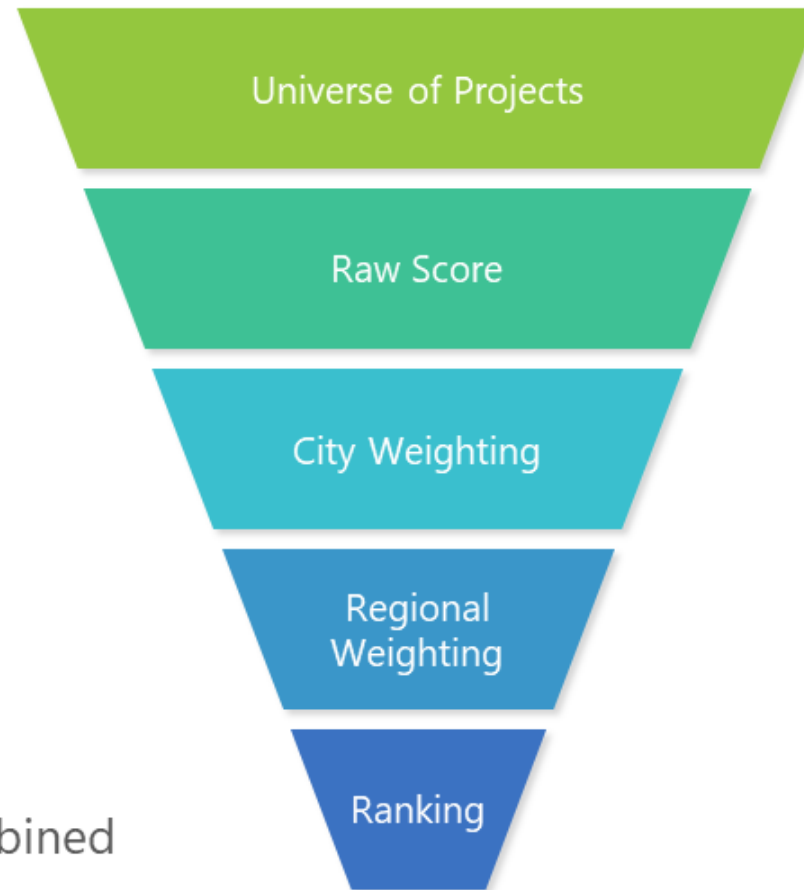 Universe of Projects
Raw Score
City Weighting
Regional
Weighting
Ranking
bined